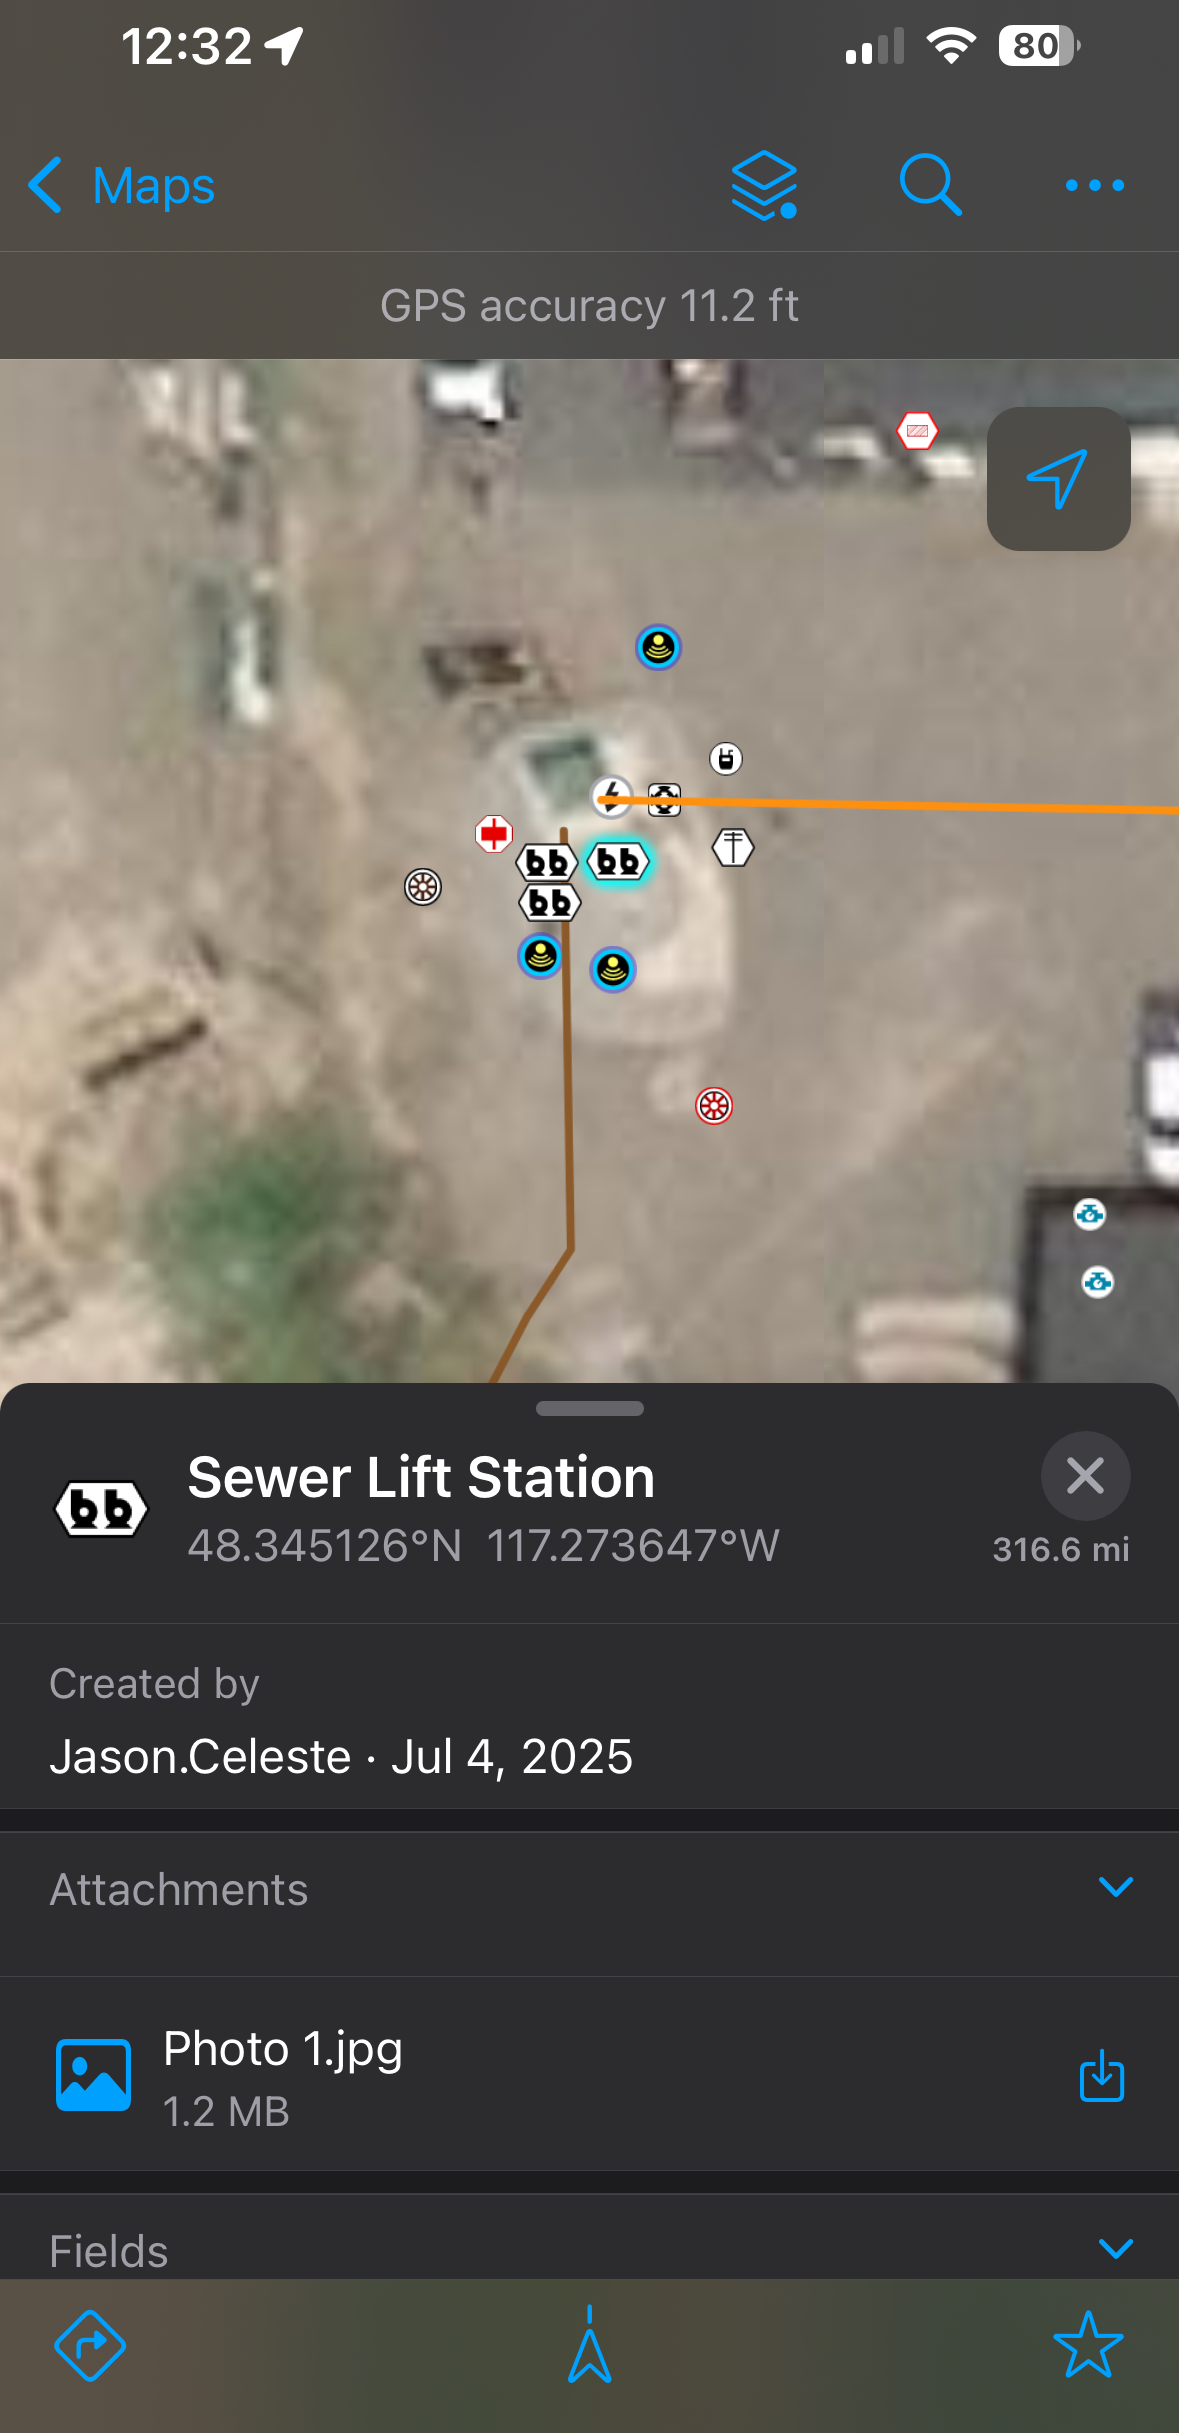 12:32
80
Maps
GPS accuracy 11.2 ft
Sewer Lift Station
48.345126°N 117.273647°W
316.6 mi
Created by
Jason.Celeste · Jul 4, 2025
Attachments
Photo 1.jpg
1.2 MB
Fields